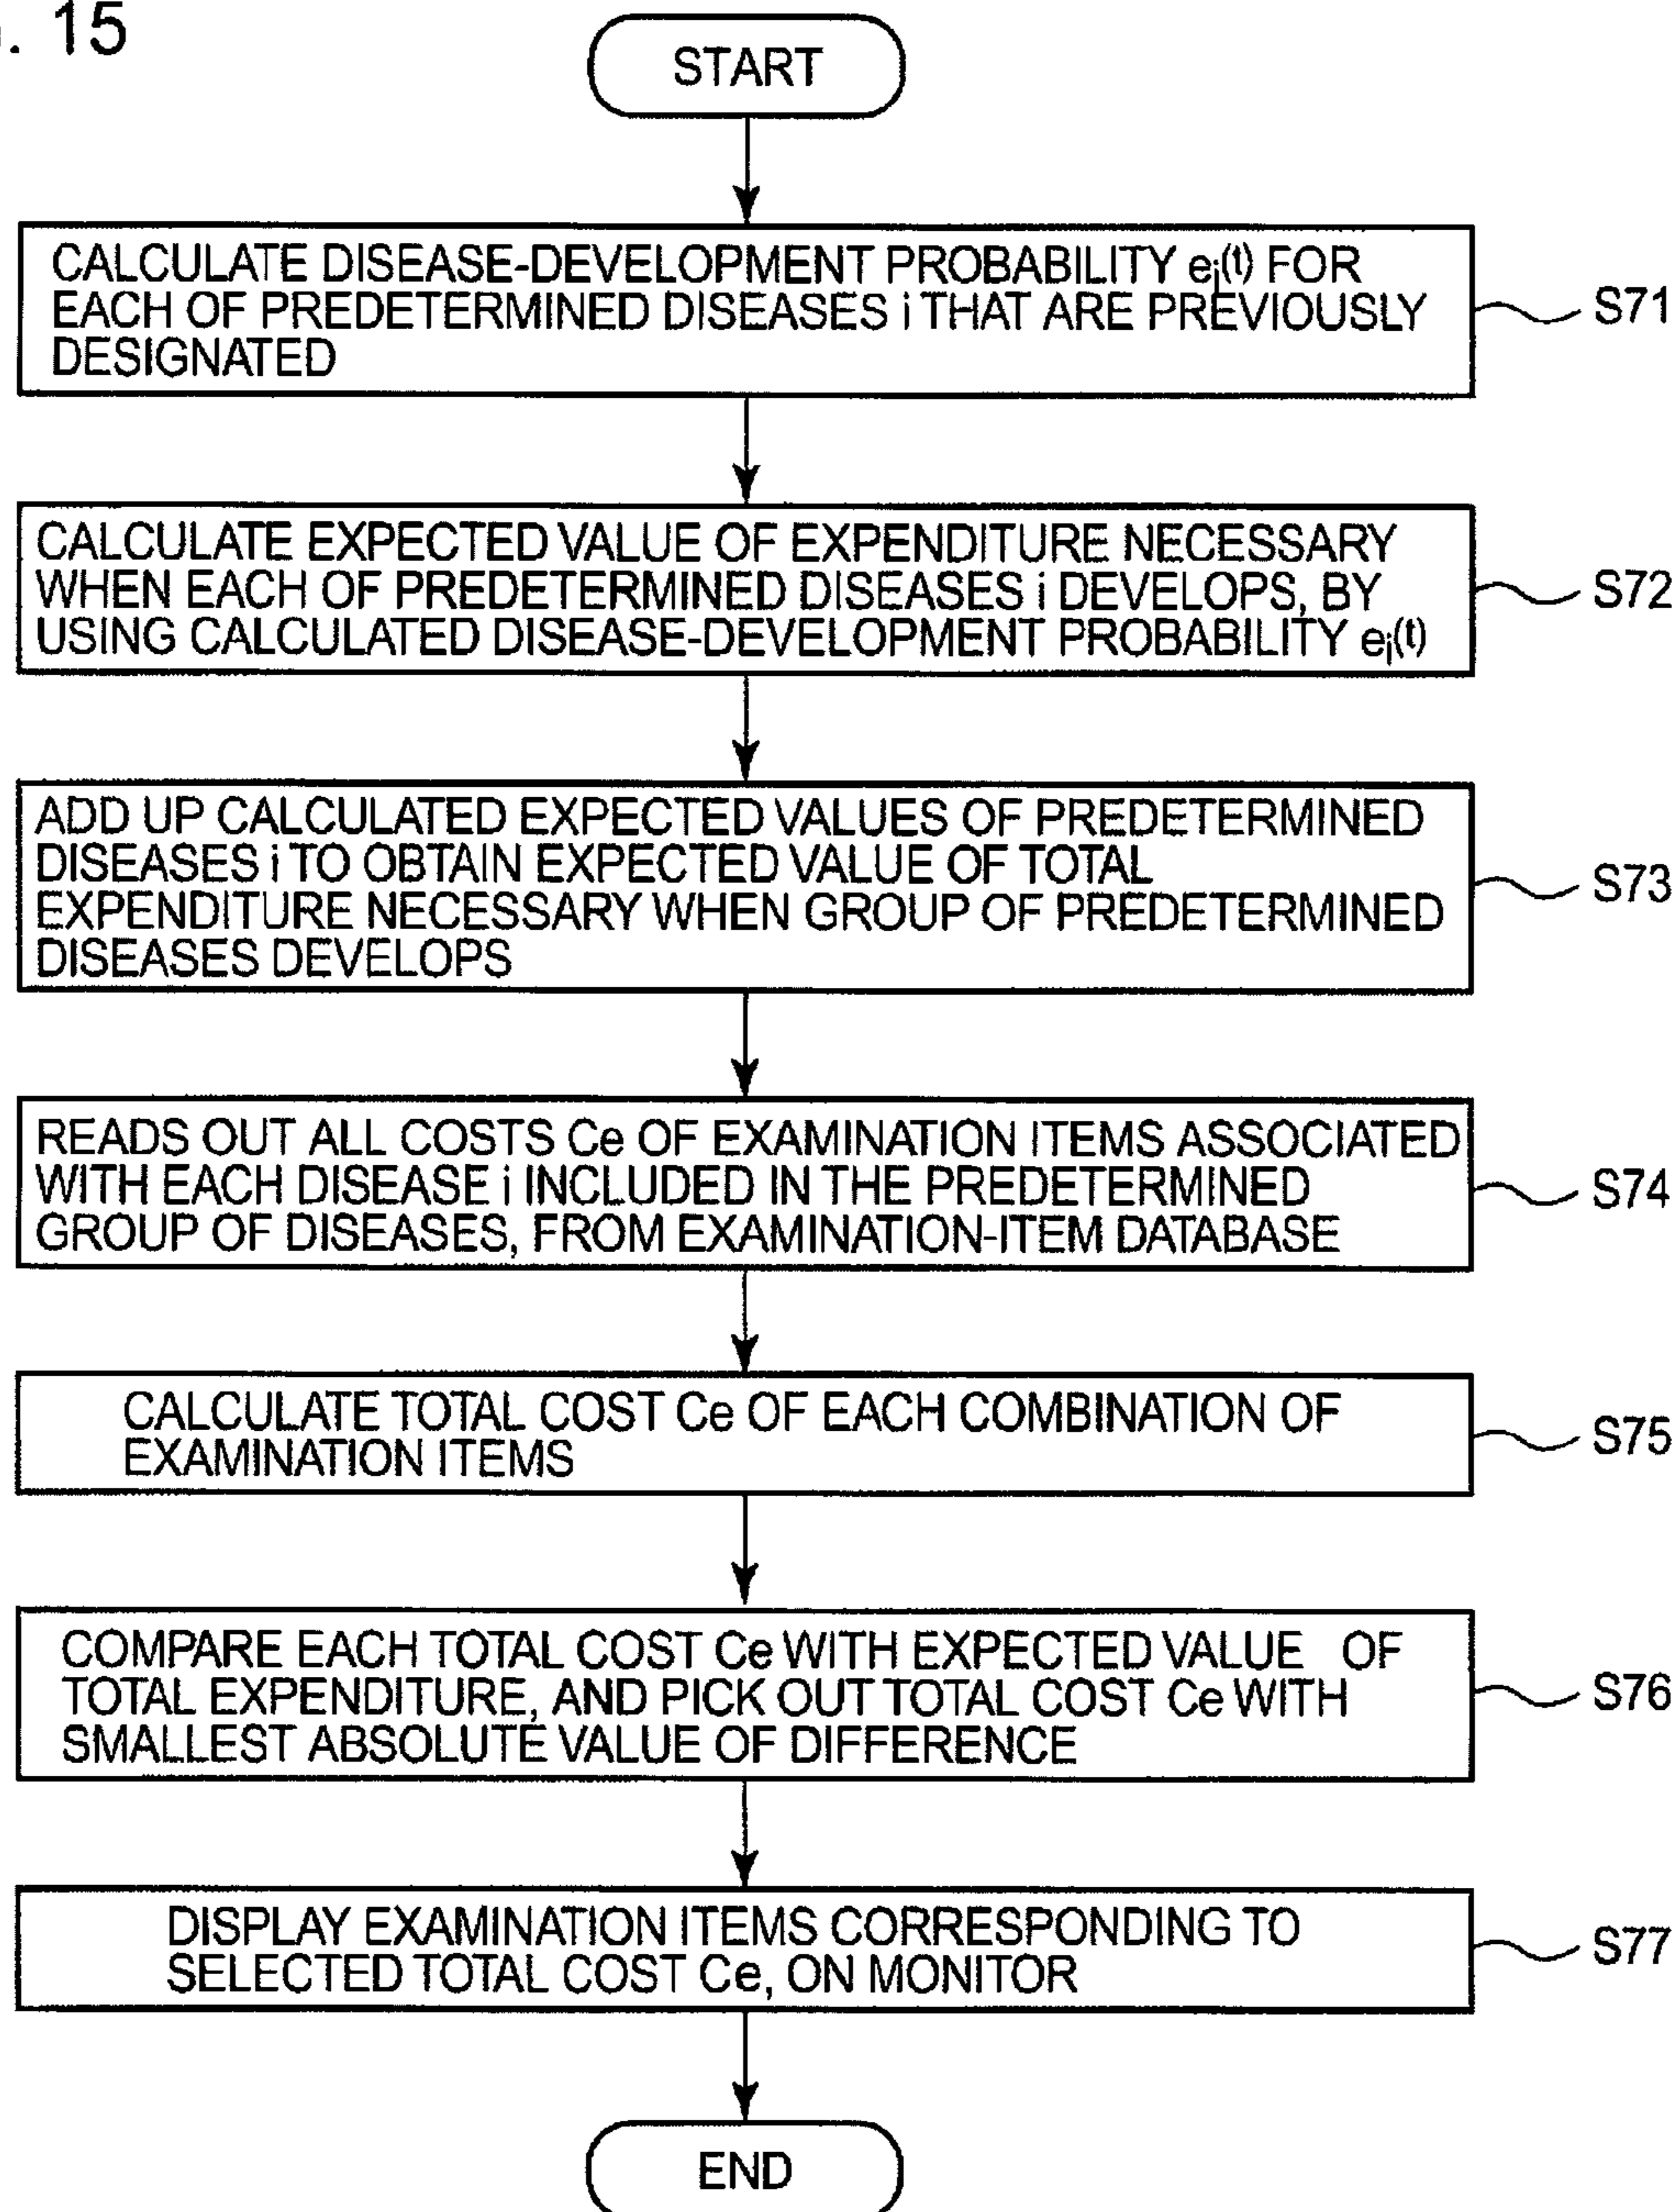 . 15
START
CALCULATE DISEASE-DEVELOPMENT PROBABILITY ei(t) FOR
EACH OF PREDETERMINED DISEASES i THAT ARE PREVIOUSLY
DESIGNATED
S71
CALCULATE EXPECTED VALUE OF EXPENDITURE NECESSARY
WHEN EACH OF PREDETERMINED DISEASES i DEVELOPS, BY
USING CALCULATED DISEASE-DEVELOPMENT PROBABILITY ei(t)
S72
ADD UP CALCULATED EXPECTED VALUES OF PREDETERMINED
DISEASES i TO OBTAIN EXPECTED VALUE OF TOTAL
EXPENDITURE NECESSARY WHEN GROUP OF PREDETERMINED
DISEASES DEVELOPS
S73
READS OUT ALL COSTS Ce OF EXAMINATION ITEMS ASSOCIATED
WITH EACH DISEASE i INCLUDED IN THE PREDETERMINED
GROUP OF DISEASES, FROM EXAMINATION-ITEM DATABASE
S74
CALCULATE TOTAL COST Ce OF EACH COMBINATION OF
EXAMINATION ITEMS
S75
COMPARE EACH TOTAL COST Ce WITH EXPECTED VALUE OF
TOTAL EXPENDITURE, AND PICK OUT TOTAL COST Ce WITH
SMALLEST ABSOLUTE VALUE OF DIFFERENCE
S76
DISPLAY EXAMINATION ITEMS CORRESPONDING TO
SELECTED TOTAL COST Ce, ON MONITOR
S77
END